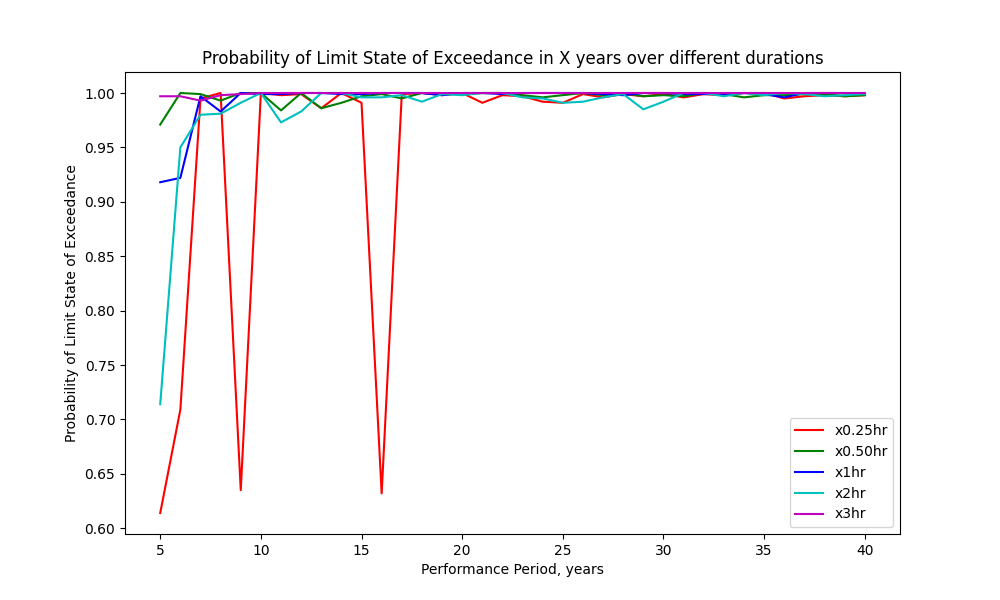 Probability of Limit State of Exceedance in X years over different durations
Probability of Limit State of Exceedance
1.00
0.95
0.90
0.85
0.80
0.75
0.70
0.65
0.60
x0.25hr
x0.50hr
x1hr
x2hr
x3hr
5 10 15 20 25 30 35 40
Performance Period, years